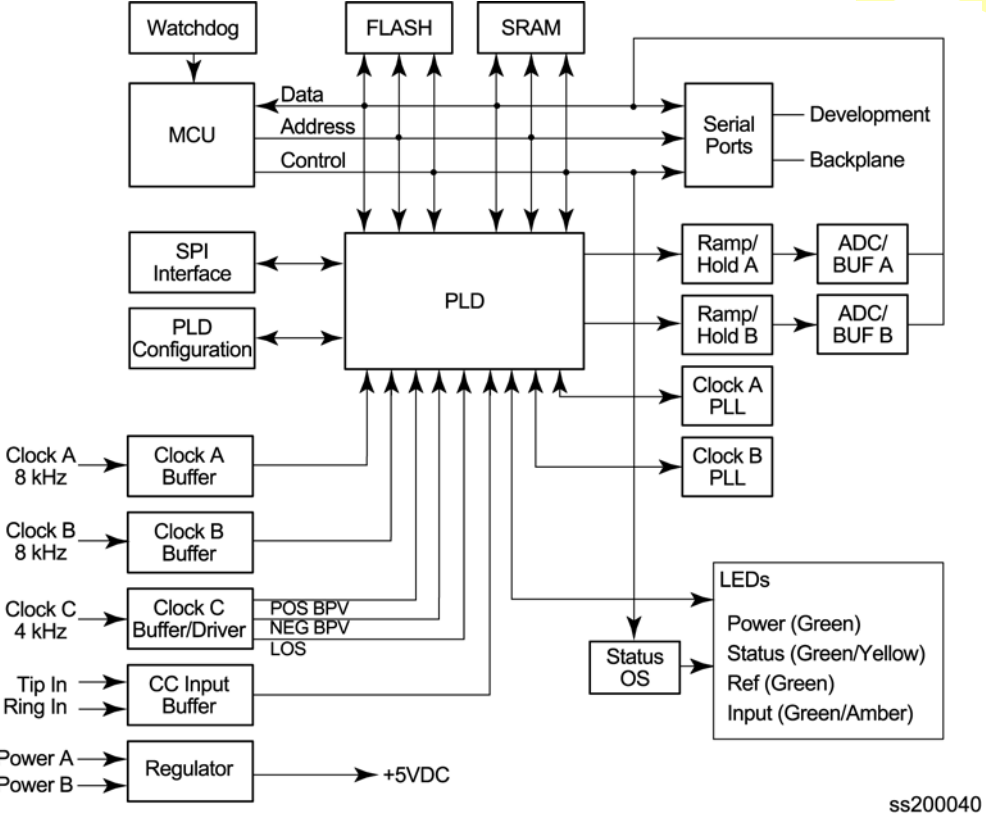 Watchdog
FLASH
SRAM
MCU
Data
Address
Control
Serial
Ports
Development
Backplane
SPI
Interface
PLD
Configuration
PLD
Ramp/
Hold A
ADC/
BUF A
Ramp/
Hold B
ADC/
BUF B
Clock A
PLL
Clock B
PLL
Clock A
8 kHz
Clock A
Buffer
Clock B
8 kHz
Clock B
Buffer
Clock C
4 kHz
Clock C
Buffer/Driver
POS BPV
NEG BPV
LOS
Tip In
Ring In
CC Input
Buffer
Power A
Power B
Regulator
+5VDC
Status
OS
LEDs
Power (Green)
Status (Green/Yellow)
Ref (Green)
Input (Green/Amber)
ss200040